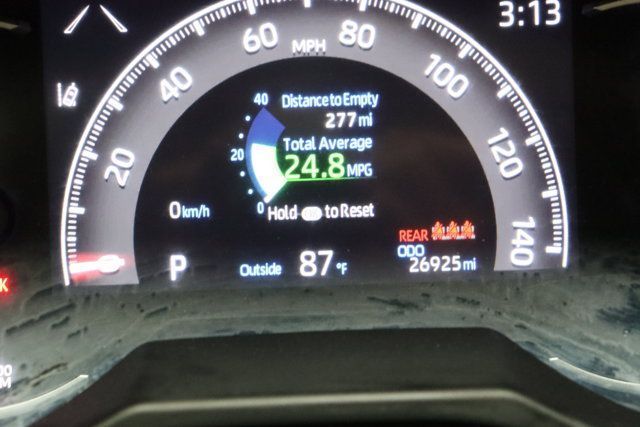 3:13
60 MPH 80
40 100
40 Distance to Empty
277 mi
Total Average
20 24.8 MPG
20 120
0 Hold OK to Reset
0 km/h
REAR
ODO
140
P Outside 87 °F 26925 mi
K